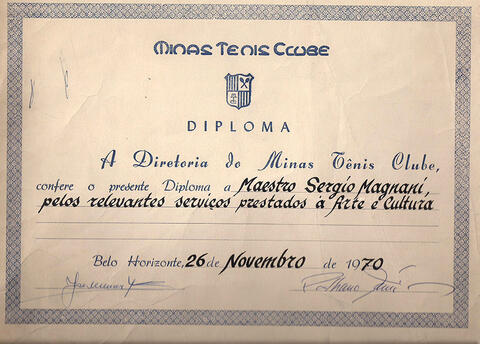 MINAS TENIS CLUBE
DIPLOMA
A Diretoria do Minas Tênis Clube,
confere o presente Diploma a Maestro Sergio Magnani,
pelos relevantes serviços prestados à Arte e Cultura
Belo Horizonte, 26 de Novembro de 1970